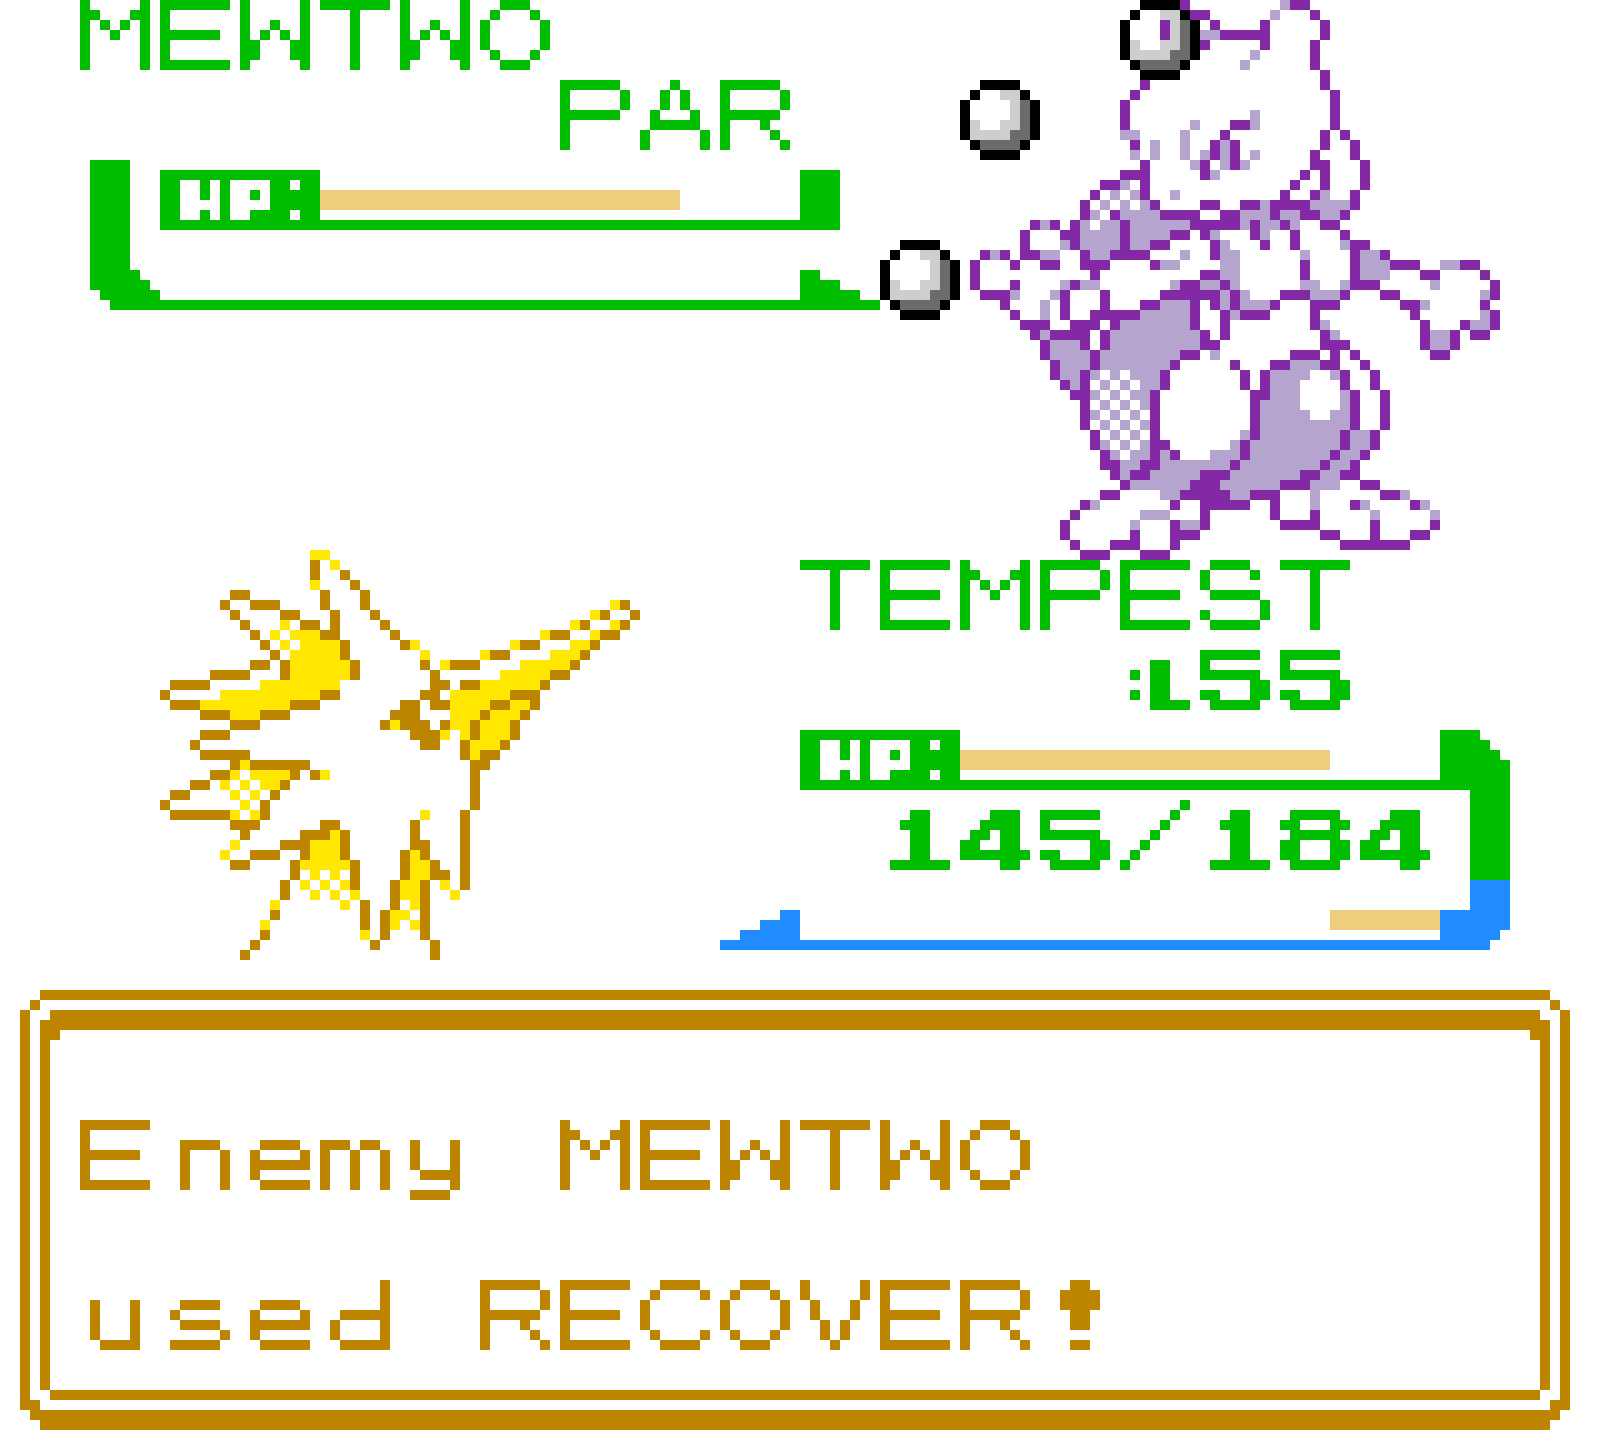 MEWTWO
PAR
HP:
TEMPEST
:L55
HP:
145/184
Enemy MEWTWO
used RECOVER!